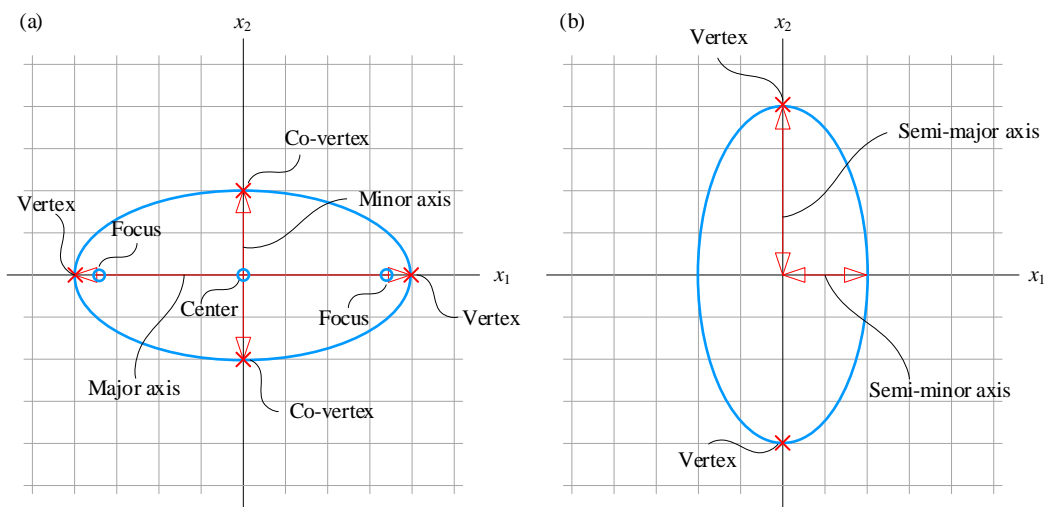 (a)
x2
Co-vertex
Minor axis
Vertex
Focus
x1
Center
Focus
Vertex
Major axis
Co-vertex
(b)
x2
Vertex
Semi-major axis
x1
Semi-minor axis
Vertex